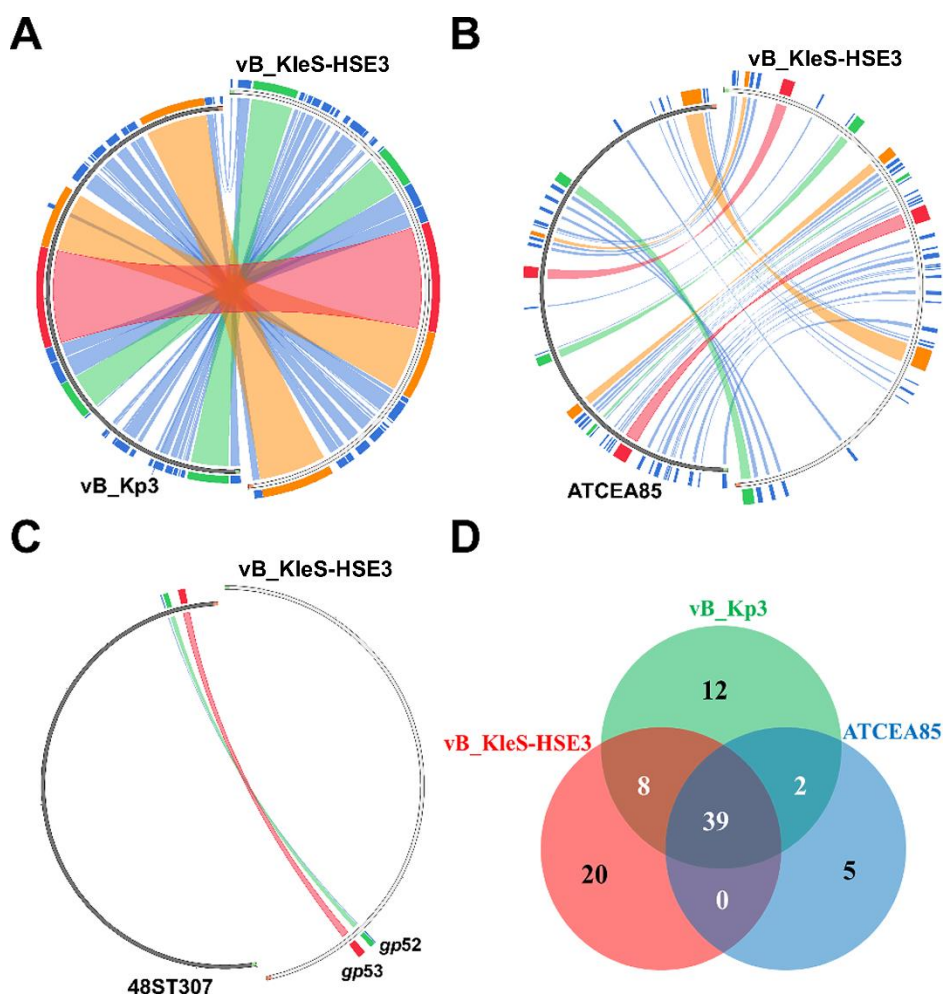 A
vB_KleS-HSE3
vB_Kp3
B
vB_KleS-HSE3
ATCEA85
C
vB_KleS-HSE3
gp52
gp53
48ST307
D
vB_Kp3
12
vB_KleS-HSE3
ATCEA85
8
2
39
20
5
0